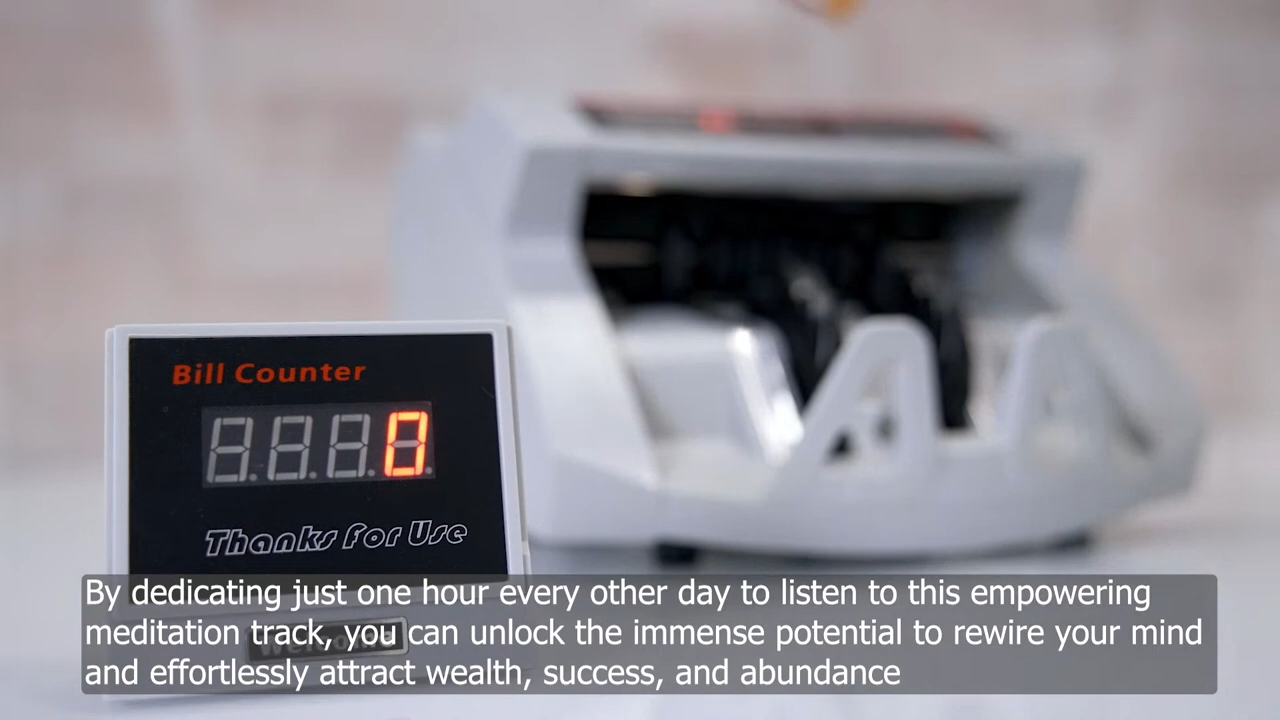 Bill Counter
0
Thanks For Use
By dedicating just one hour every other day to listen to this empowering
meditation track, you can unlock the immense potential to rewire your mind
and effortlessly attract wealth, success, and abundance
Welcome